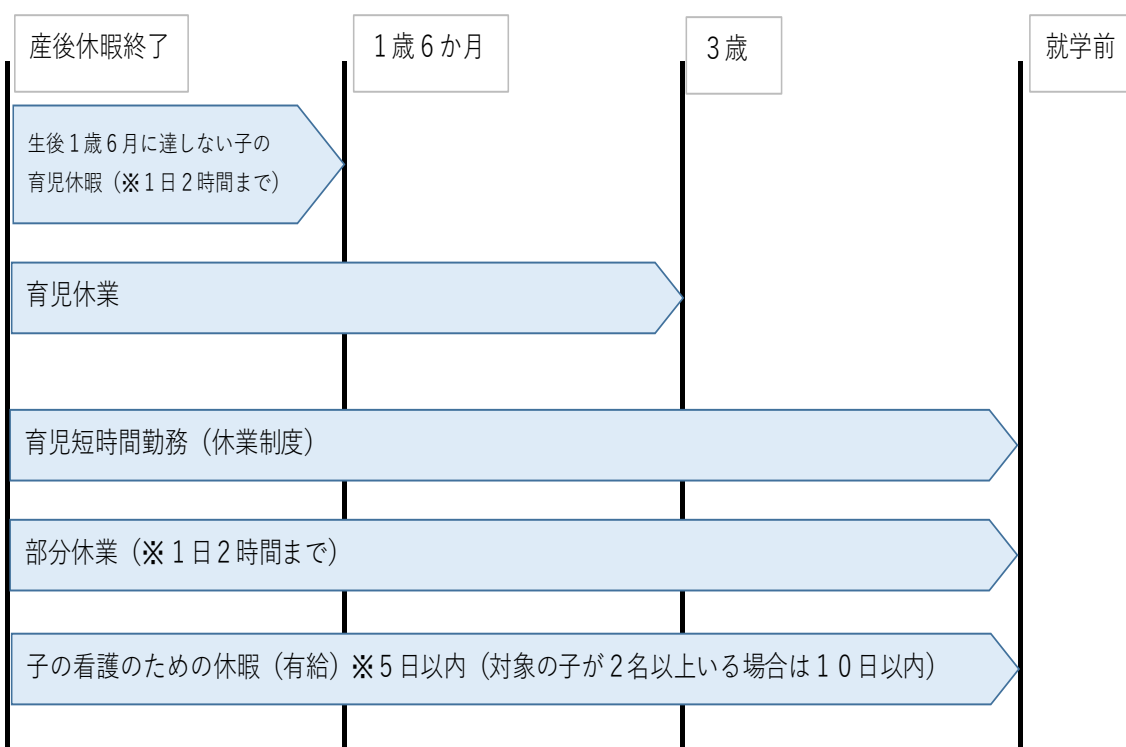 産後休暇終了
１歳６か月
３歳
就学前
生後１歳６月に達しない子の
育児休暇（※１日２時間まで）
育児休業
育児短時間勤務（休業制度）
部分休業（※１日２時間まで）
子の看護のための休暇（有給）※５日以内（対象の子が２名以上いる場合は１０日以内）